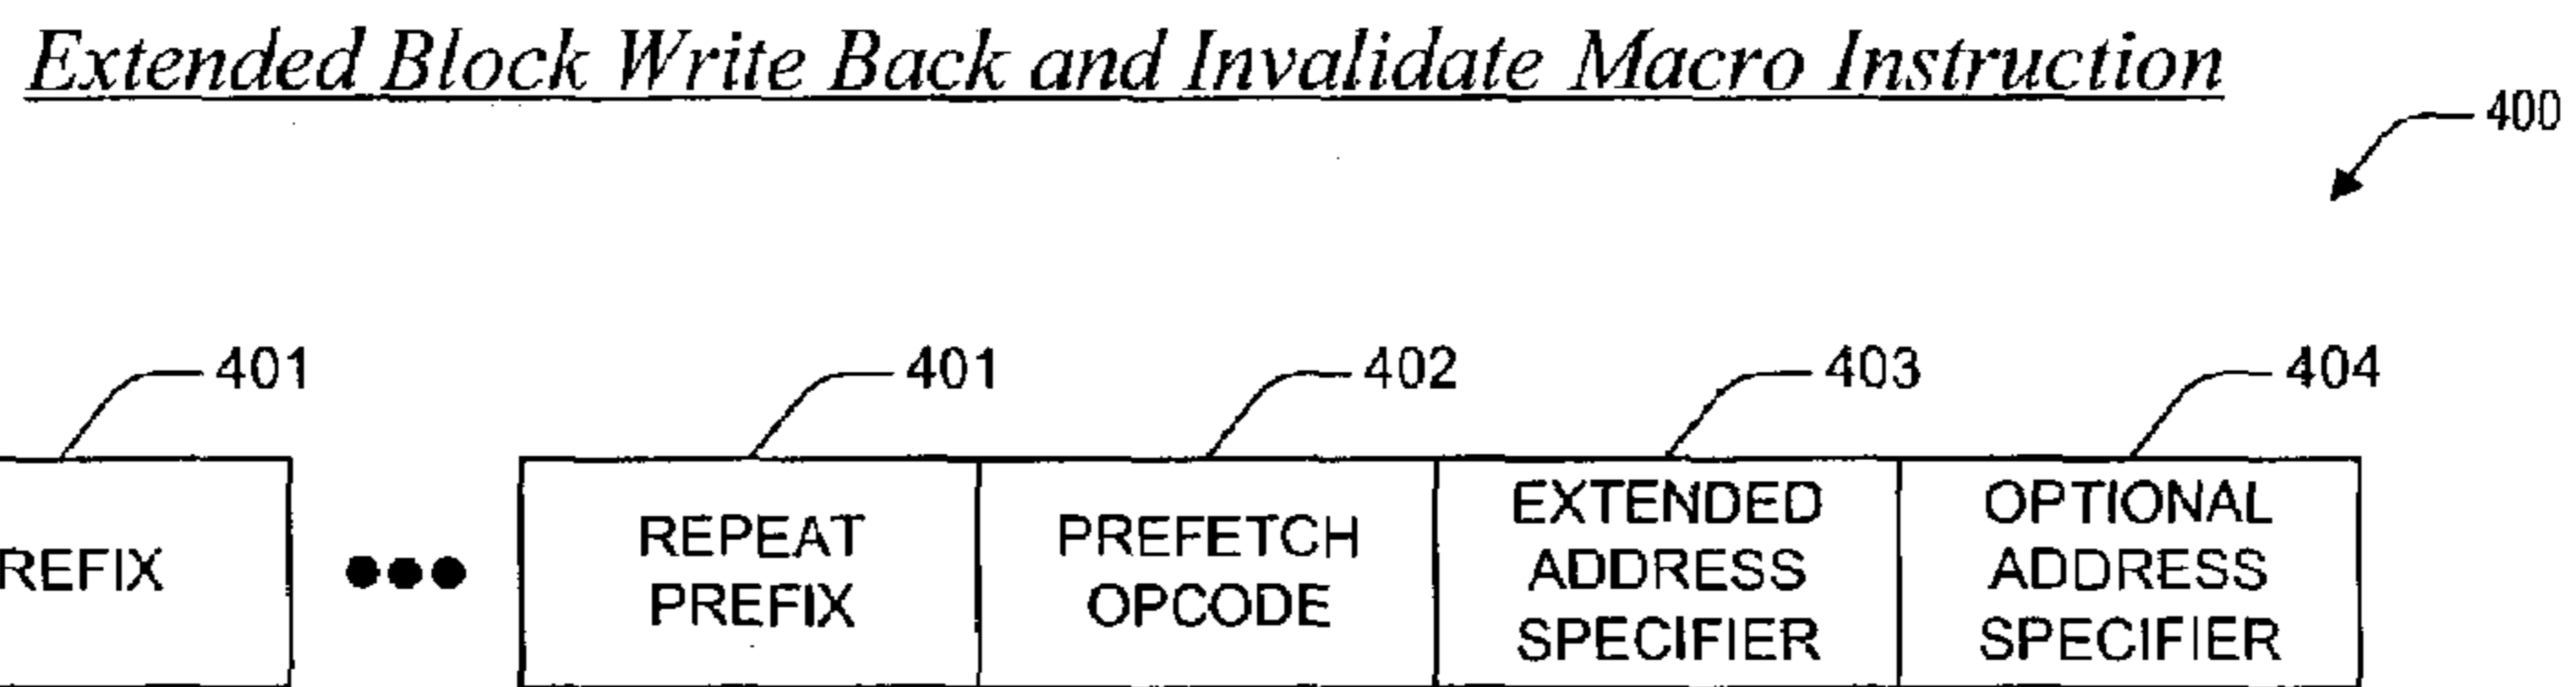 Extended Block Write Back and Invalidate Macro Instruction
400
401
401
402
403
404
REFIX
REPEAT
PREFIX
PREFETCH
OPCODE
EXTENDED
ADDRESS
SPECIFIER
OPTIONAL
ADDRESS
SPECIFIER